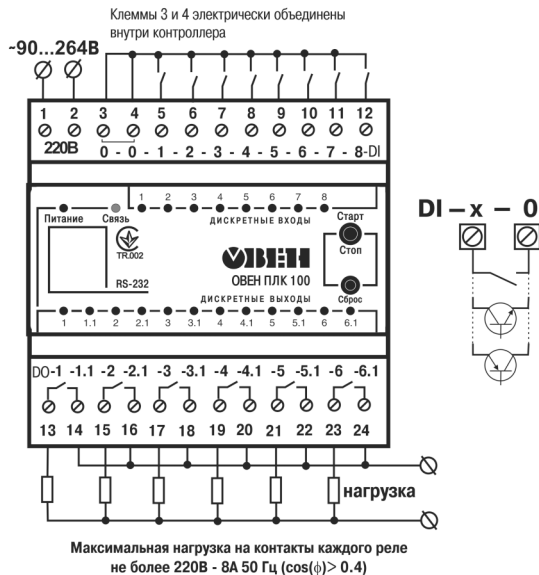 Клеммы 3 и 4 электрически объединены
внутри контроллера
~90...264В
1 2 3 4 5 6 7 8 9 10 11 12
220В 0 - 0 - 1 - 2 - 3 - 4 - 5 - 6 - 7 - 8-DI
1 2 3 4 5 6 7 8
Питание Связь ДИСКРЕТНЫЕ ВХОДЫ Старт
Стоп
TR.002
ОВЕН
ОВЕН ПЛК 100
RS-232
ДИСКРЕТНЫЕ ВЫХОДЫ Сброс
1 1.1 2 2.1 3 3.1 4 4.1 5 5.1 6 6.1
DO-1 -1.1 -2 -2.1 -3 -3.1 -4 -4.1 -5 -5.1 -6 -6.1
13 14 15 16 17 18 19 20 21 22 23 24
нагрузка
DI – x – 0
Максимальная нагрузка на контакты каждого реле
не более 220В - 8А 50 Гц (cos(ϕ)> 0.4)